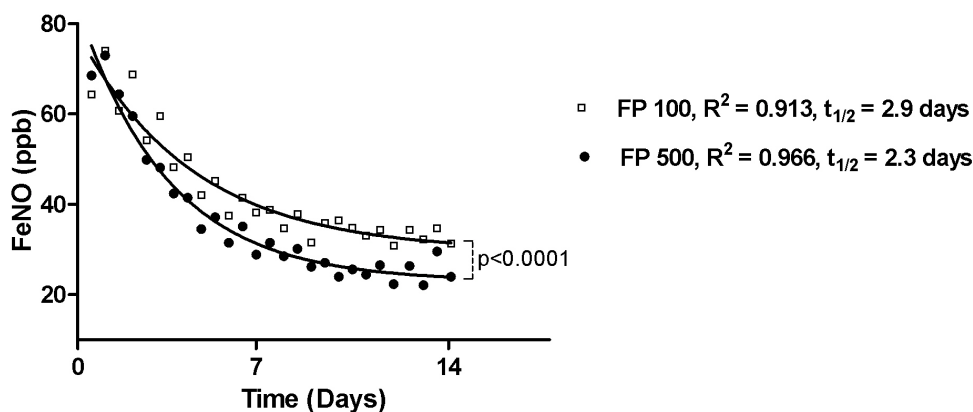 80
60
40
20
FeNO (ppb)
0
7
14
Time (Days)
p<0.0001
FP 100, R² = 0.913, t₁/₂ = 2.9 days
FP 500, R² = 0.966, t₁/₂ = 2.3 days